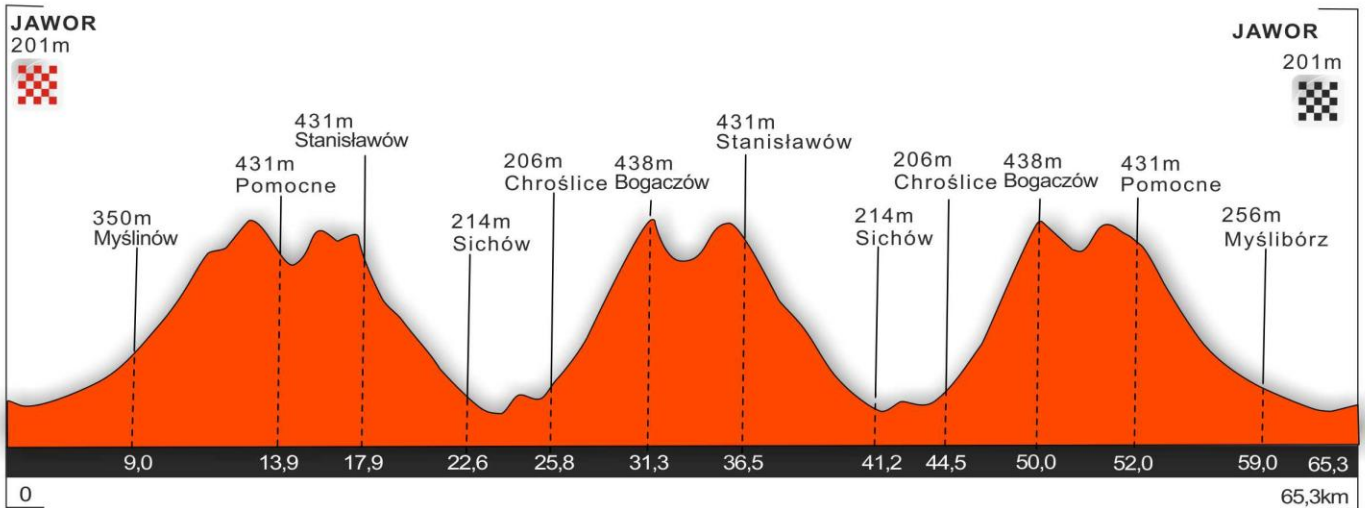 JAWOR
201m
350m
Myślinów
431m
Pomocne
431m
Stanisławów
214m
Sichów
206m
Chroślice
438m
Bogaczów
431m
Stanisławów
214m
Sichów
206m
Chroślice
438m
Bogaczów
431m
Pomocne
256m
Myślibórz
JAWOR
201m
9,0
13,9
17,9
22,6
25,8
31,3
36,5
41,2
44,5
50,0
52,0
59,0
65,3
0
65,3km